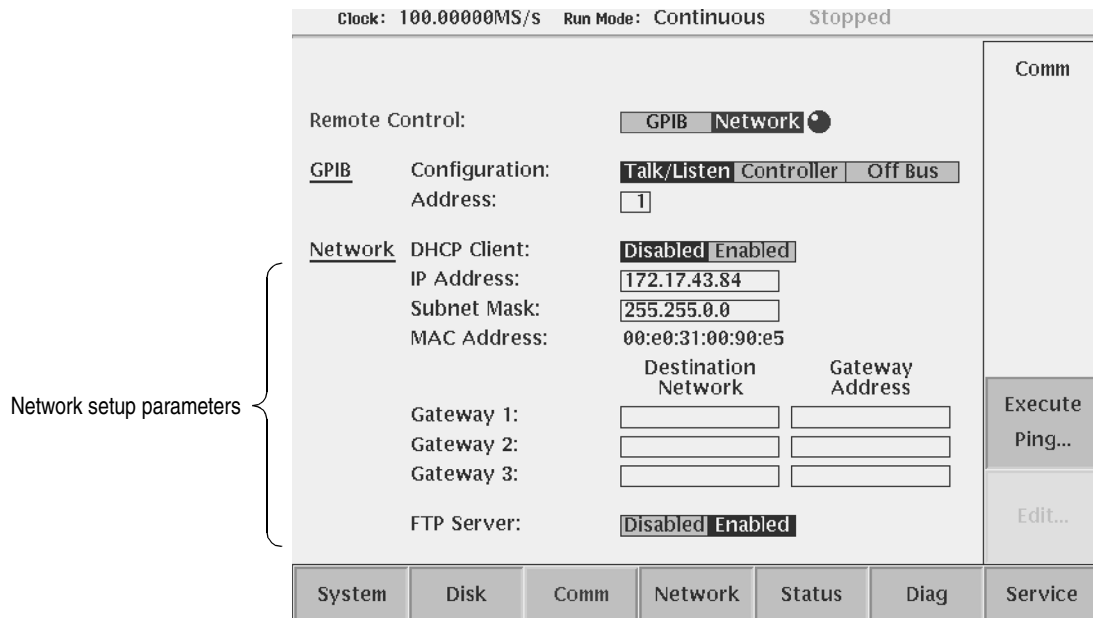 Clock: 100.00000MS/s Run Mode: Continuous Stopped
Comm
Remote Control: GPIB Network
GPIB Configuration: Talk/Listen Controller Off Bus
Address: 1
Network DHCP Client: Disabled Enabled
IP Address: 172.17.43.84
Subnet Mask: 255.255.0.0
MAC Address: 00:e0:31:00:90:e5
Destination Network Gateway Address
Network setup parameters
Gateway 1:
Gateway 2:
Gateway 3:
FTP Server: Disabled Enabled
Execute
Ping...
Edit...
System Disk Comm Network Status Diag Service